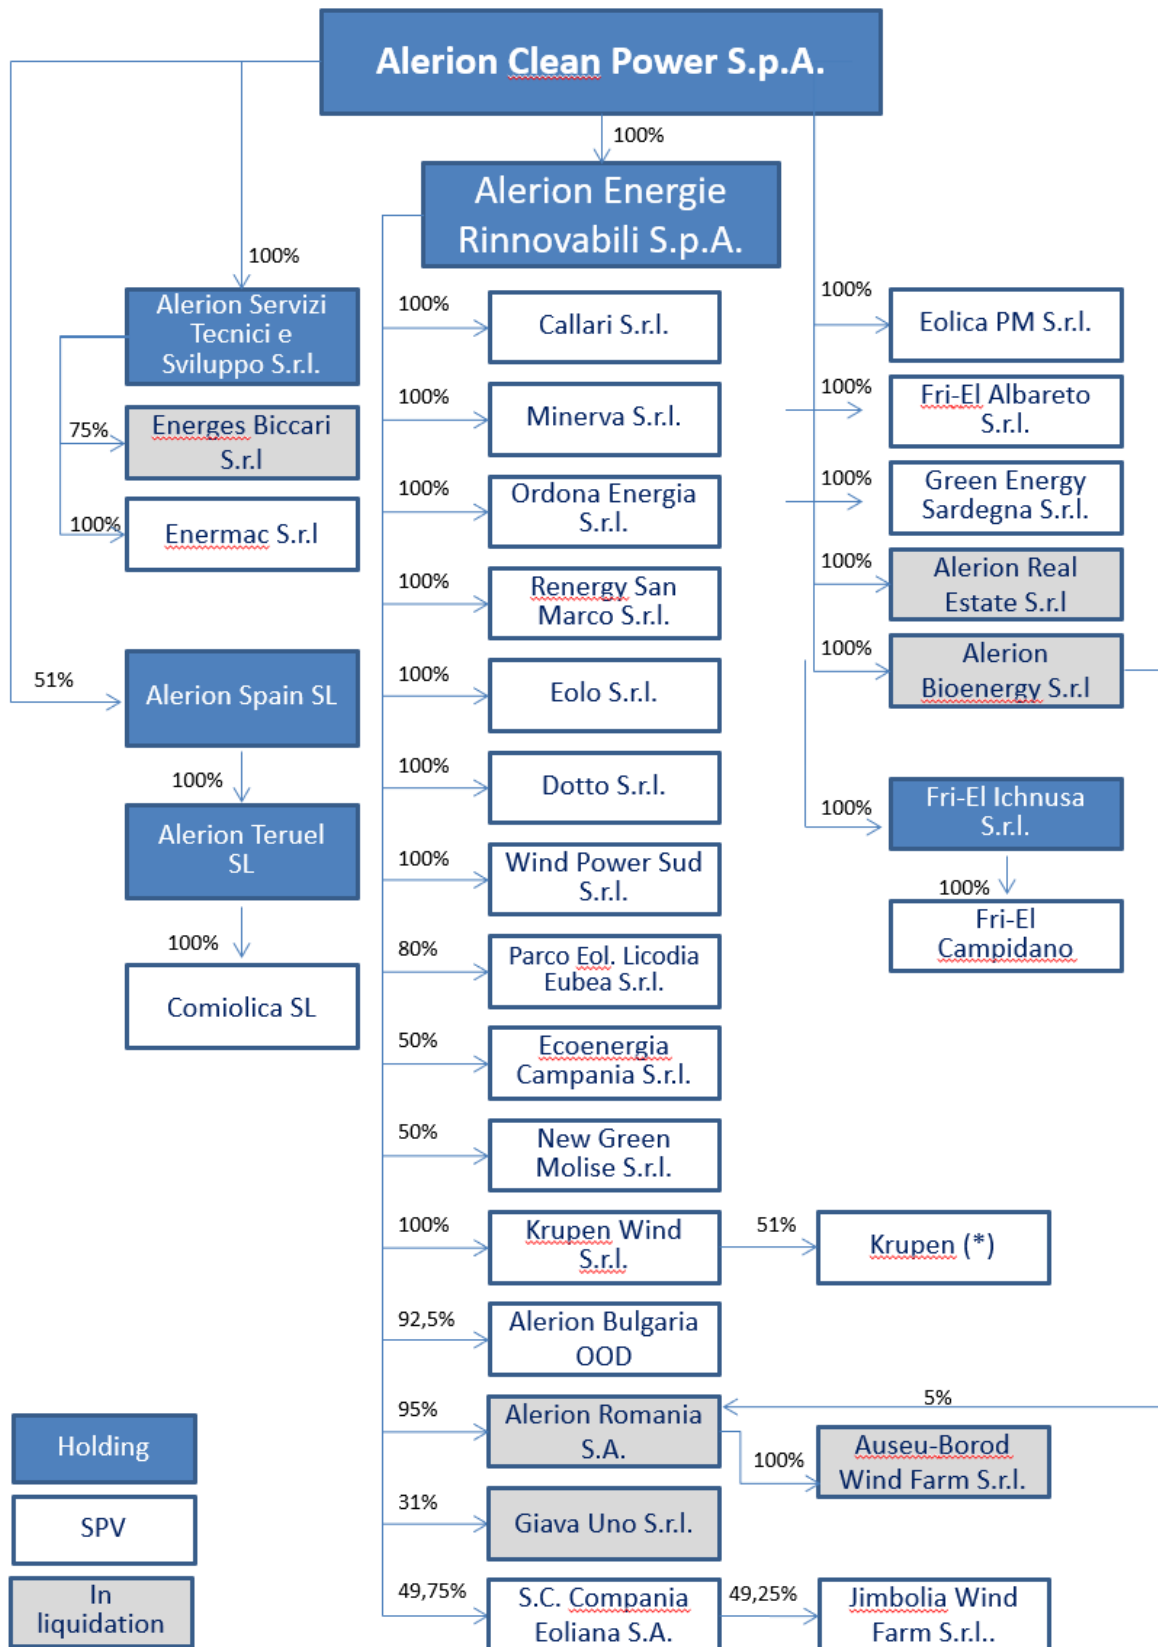 Alerion Clean Power S.p.A.
100%
Alerion Energie
Rinnovabili S.p.A.
100%
Alerion Servizi
Tecnici e
Sviluppo S.r.l.
75%
Energes Biccari
S.r.l
100%
Enermac S.r.l
51%
Alerion Spain SL
100%
Alerion Teruel
SL
100%
Comiolica SL
100%
Callari S.r.l.
100%
Minerva S.r.l.
100%
Ordona Energia
S.r.l.
100%
Renergy San
Marco S.r.l.
100%
Eolo S.r.l.
100%
Dotto S.r.l.
100%
Wind Power Sud
S.r.l.
80%
Parco Eol. Licodia
Eubea S.r.l.
50%
Ecoenergia
Campania S.r.l.
50%
New Green
Molise S.r.l.
100%
Krupen Wind
S.r.l.
51%
Krupen (*)
92,5%
Alerion Bulgaria
OOD
95%
Alerion Romania
S.A.
5%
100%
Auseu-Borod
Wind Farm S.r.l.
31%
Giava Uno S.r.l.
49,75%
S.C. Compania
Eoliana S.A.
49,25%
Jimbolia Wind
Farm S.r.l..
100%
Eolica PM S.r.l.
100%
Fri-El Albareto
S.r.l.
100%
Green Energy
Sardegna S.r.l.
100%
Alerion Real
Estate S.r.l
100%
Alerion
Bioenergy S.r.l
100%
Fri-El Ichnusa
S.r.l.
100%
Fri-El
Campidano
Holding
SPV
In
liquidation